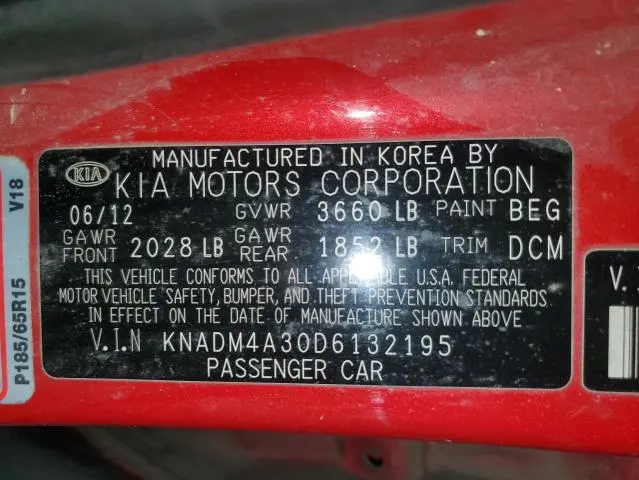 MANUFACTURED IN KOREA BY
KIA KIA MOTORS CORPORATION
06/12 GVWR 3660 LB PAINT BEG
GAWR FRONT 2028 LB GAWR REAR 1852 LB TRIM DCM
THIS VEHICLE CONFORMS TO ALL APPLICABLE U.S.A. FEDERAL
MOTOR VEHICLE SAFETY, BUMPER, AND THEFT PREVENTION STANDARDS
IN EFFECT ON THE DATE OF MANUFACTURE SHOWN ABOVE
V.I.N KNADM4A30D6132195
PASSENGER CAR
P185/65R15 V18
V.